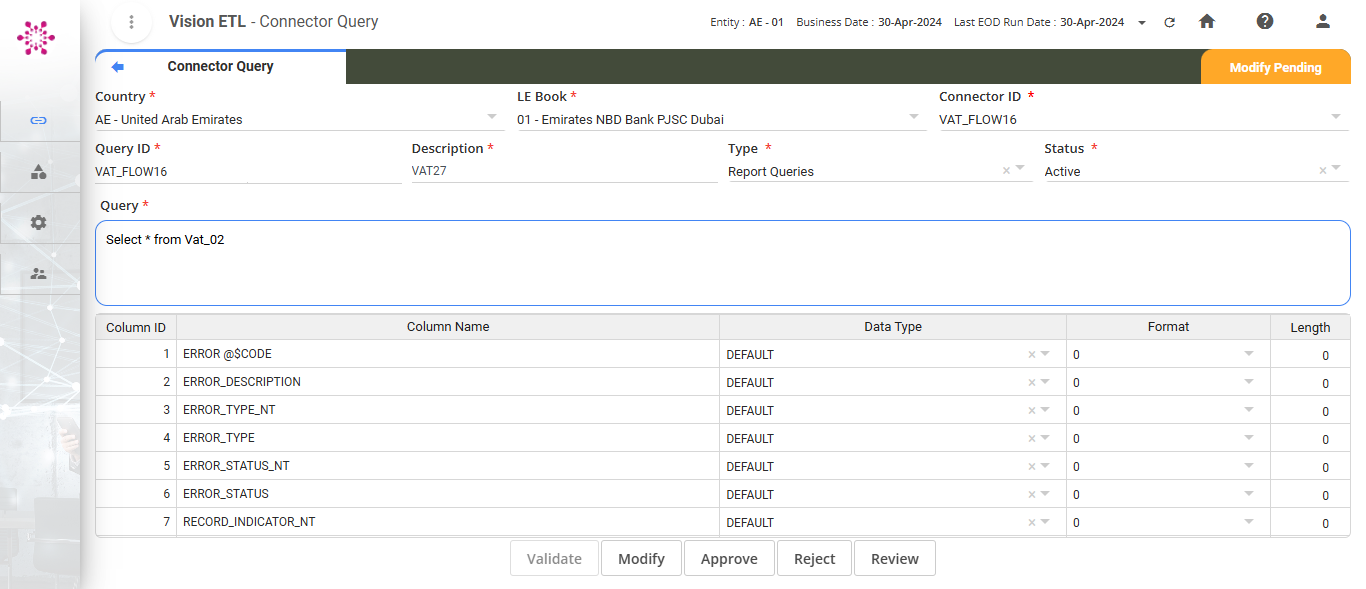 Vision ETL - Connector Query
Entity : AE - 01 Business Date : 30-Apr-2024 Last EOD Run Date : 30-Apr-2024
Connector Query
Modify Pending
Country * LE Book * Connector ID *
AE - United Arab Emirates 01 - Emirates NBD Bank PJSC Dubai VAT_FLOW16
Query ID * Description * Type * Status *
VAT_FLOW16 VAT27 Report Queries Active
Query *
Select * from Vat_02
Column ID Column Name Data Type Format Length
1 ERROR @$CODE DEFAULT 0 0
2 ERROR_DESCRIPTION DEFAULT 0 0
3 ERROR_TYPE_NT DEFAULT 0 0
4 ERROR_TYPE DEFAULT 0 0
5 ERROR_STATUS_NT DEFAULT 0 0
6 ERROR_STATUS DEFAULT 0 0
7 RECORD_INDICATOR_NT DEFAULT 0 0
Validate Modify Approve Reject Review